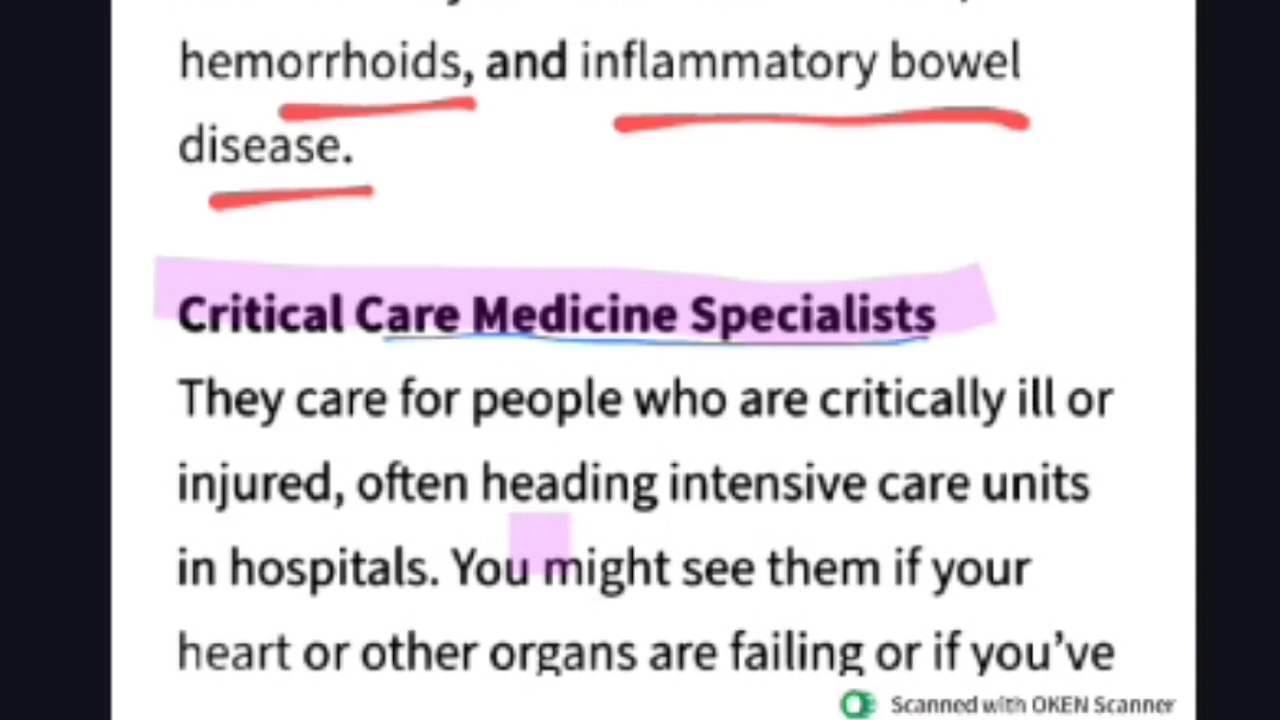 hemorrhoids, and inflammatory bowel
disease.
Critical Care Medicine Specialists
They care for people who are critically ill or
injured, often heading intensive care units
in hospitals. You might see them if your
heart or other organs are failing or if you’ve
Scanned with OKEN Scanner